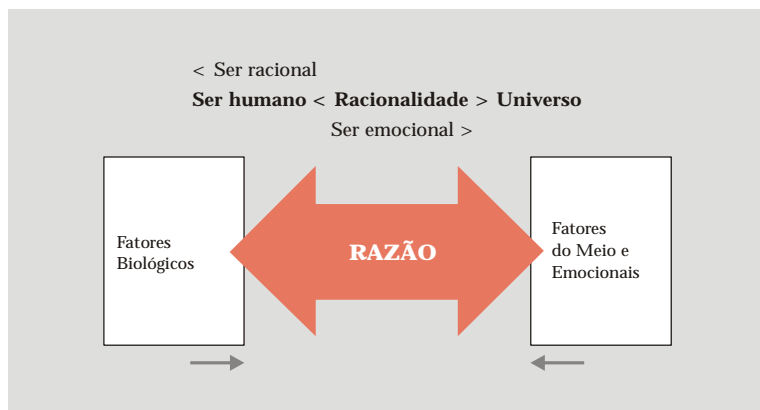 < Ser racional
Ser humano < Racionalidade > Universo
Ser emocional >
Fatores
Biológicos
RAZÃO
Fatores
do Meio e
Emocionais